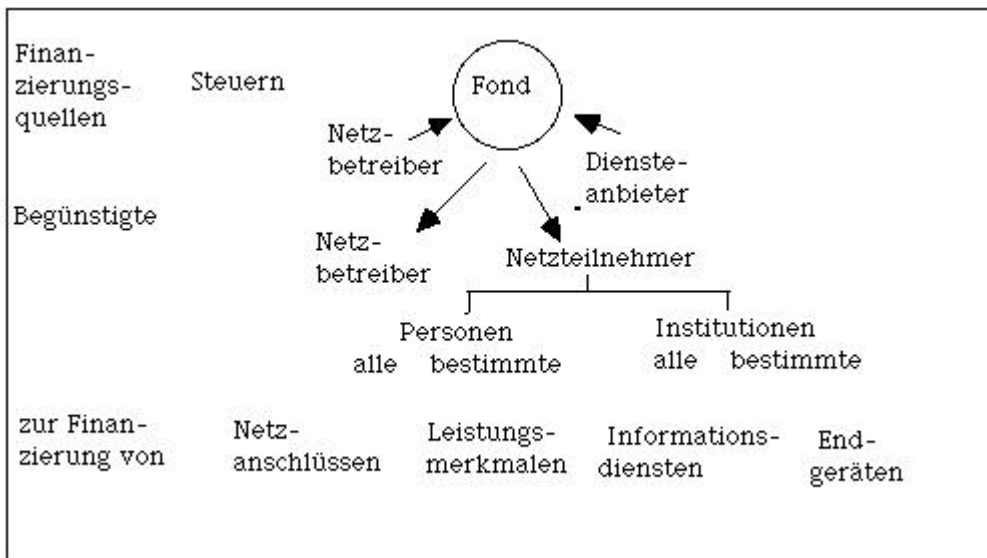 Finan-
zierungs-
quellen
Steuern
Fond
Netz-
betreiber
Dienste-
anbieter
Begünstigte
Netz-
betreiber
Netzteilnehmer
Personen
alle bestimmte
Institutionen
alle bestimmte
zur Finan-
zierung von
Netz-
anschlüssen
Leistungs-
merkmalen
Informations-
diensten
End-
geräten